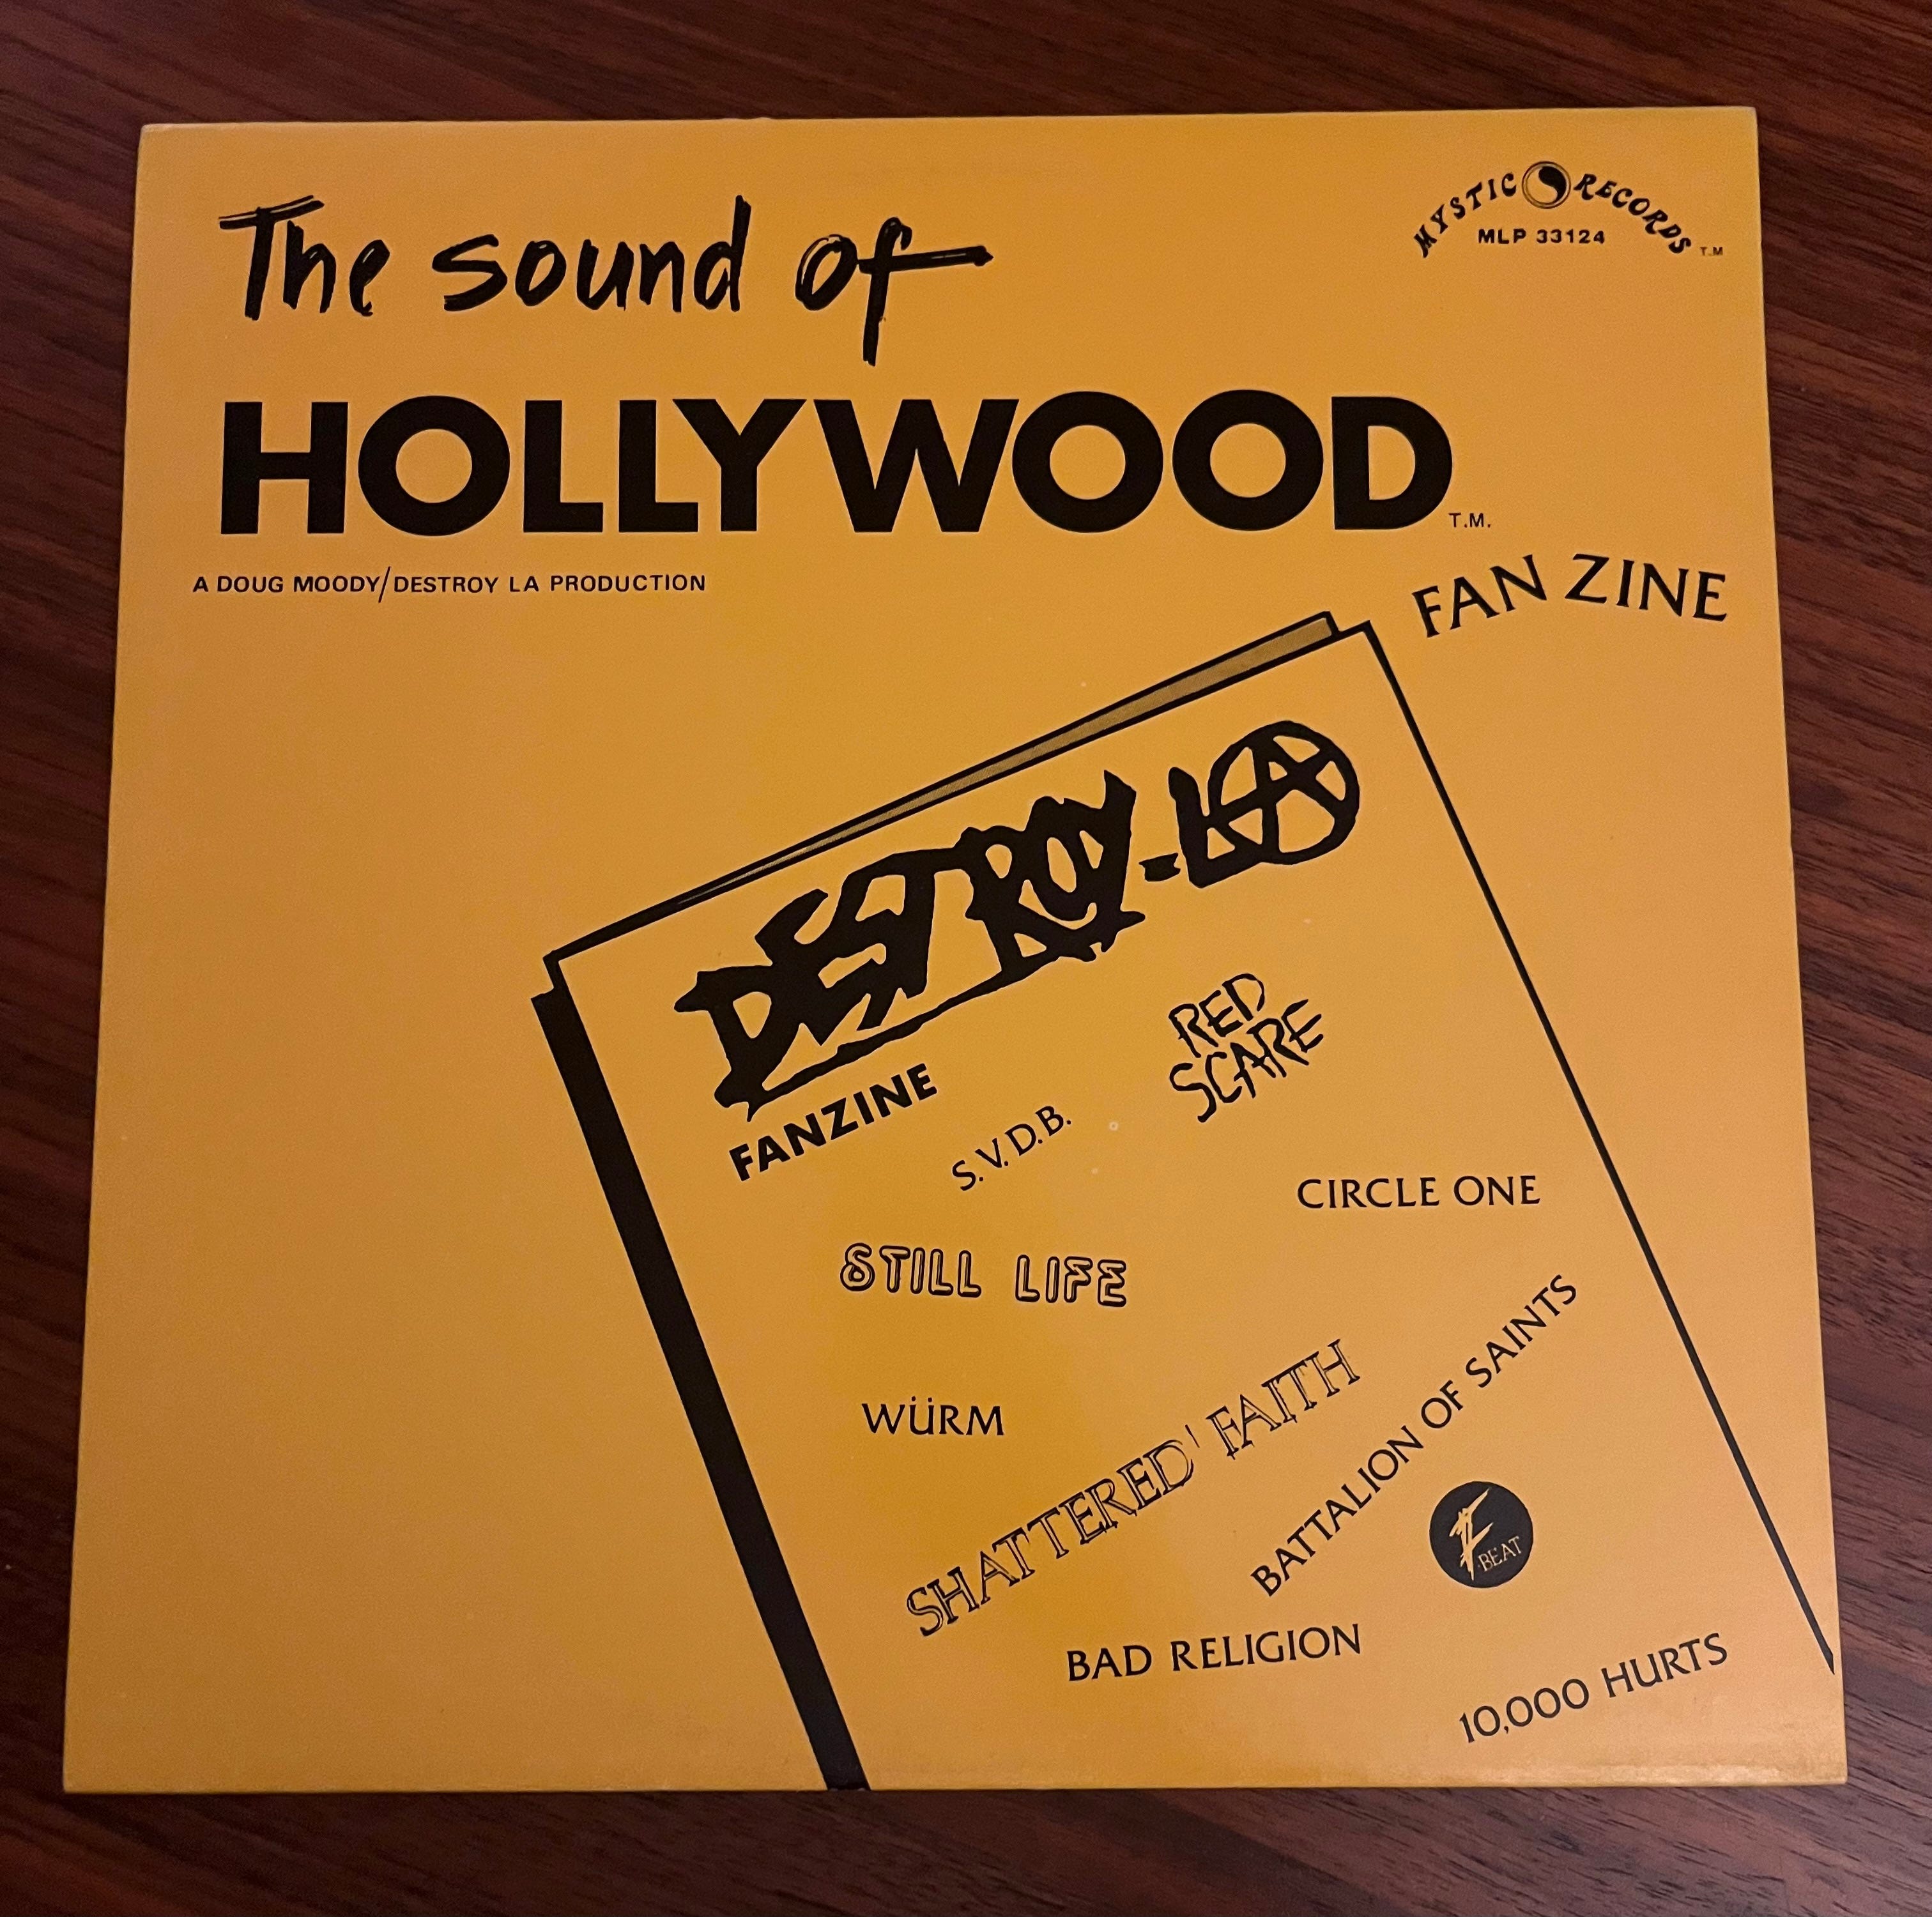 The sound of
MYSTIC RECORDS T.M
MLP 33124
HOLLYWOOD T.M.
A DOUG MOODY/DESTROY LA PRODUCTION
FAN ZINE
DESTROY-LA
FANZINE
RED
SCARE
S.V.D.B.
CIRCLE ONE
STILL LIFE
WÜRM
SHATTERED' FAITH
BATTALION OF SAINTS
BEAT
BAD RELIGION
10,000 HURTS